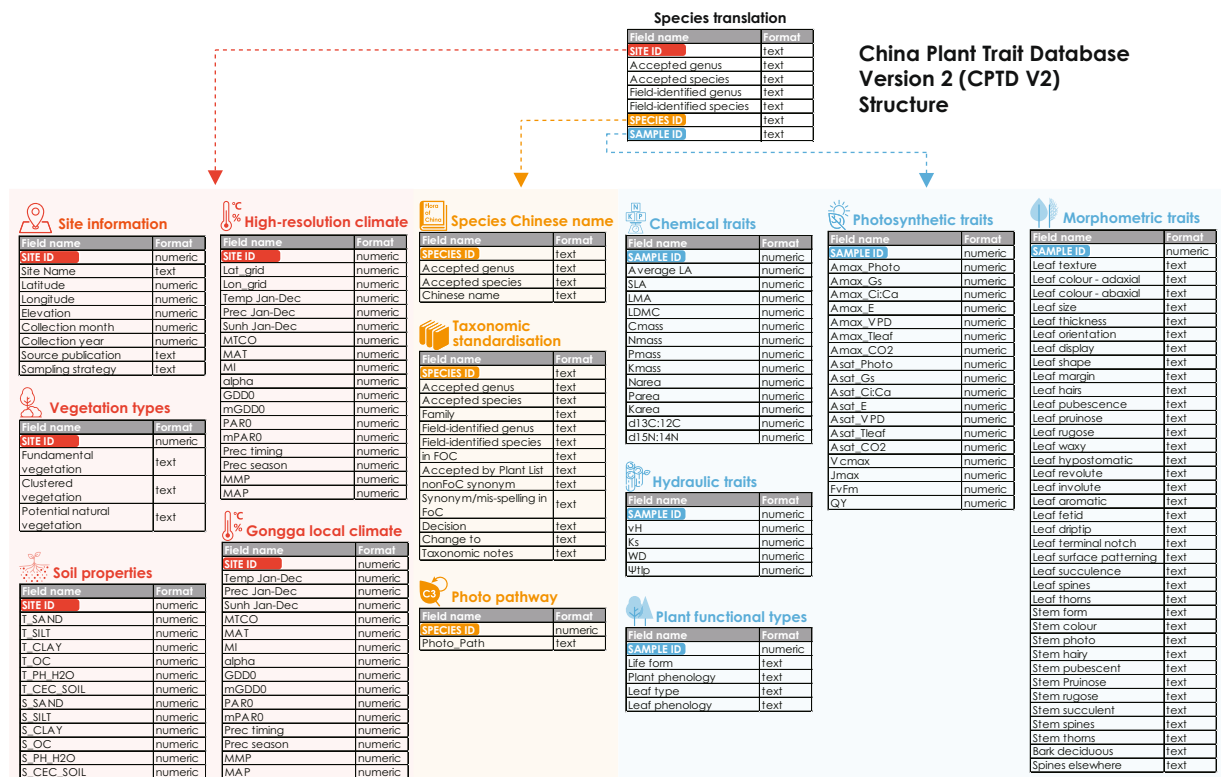 Species translation
Field name Format
SITE ID text
Accepted genus text
Accepted species text
Field-identified genus text
Field-identified species text
SPECIES ID text
SAMPLE ID text
China Plant Trait Database
Version 2 (CPTD V2)
Structure
Site information
Field name Format
SITE ID numeric
Site Name text
Latitude numeric
Longitude numeric
Elevation numeric
Collection month numeric
Collection year numeric
Source publication text
Sampling strategy text
Vegetation types
Field name Format
SITE ID numeric
Fundamental
vegetation text
Clustered
vegetation text
Potential natural
vegetation text
Soil properties
Field name Format
SITE ID numeric
T_SAND numeric
T_SILT numeric
T_CLAY numeric
T_OC numeric
T_PH_H2O numeric
T_CEC_SOIL numeric
S_SAND numeric
S_SILT numeric
S_CLAY numeric
S_OC numeric
S_PH_H2O numeric
S_CEC_SOIL numeric
°C
% High-resolution climate
Field name Format
SITE ID numeric
Lat_grid numeric
Lon_grid numeric
Temp Jan-Dec numeric
Prec Jan-Dec numeric
Sunh Jan-Dec numeric
MTCO numeric
MAT numeric
MI numeric
alpha numeric
GDD0 numeric
mGDD0 numeric
PAR0 numeric
mPAR0 numeric
Prec timing numeric
Prec season numeric
MMP numeric
MAP numeric
°C
% Gongga local climate
Field name Format
SITE ID numeric
Temp Jan-Dec numeric
Prec Jan-Dec numeric
Sunh Jan-Dec numeric
MTCO numeric
MAT numeric
MI numeric
alpha numeric
GDD0 numeric
mGDD0 numeric
PAR0 numeric
mPAR0 numeric
Prec timing numeric
Prec season numeric
MMP numeric
MAP numeric
Flora
of
China
Species Chinese name
Field name Format
SPECIES ID text
Accepted genus text
Accepted species text
Chinese name text
Taxonomic
standardisation
Field name Format
SPECIES ID text
Accepted genus text
Accepted species text
Family text
Field-identified genus text
Field-identified species text
in FOC text
Accepted by Plant List text
nonFoC synonym text
Synonym/mis-spelling in
FoC text
Decision text
Change to text
Taxonomic notes text
C3
Photo pathway
Field name Format
SPECIES ID numeric
Photo_Path text
N
K P
Chemical traits
Field name Format
SAMPLE ID numeric
Average LA numeric
SLA numeric
LMA numeric
LDMC numeric
Cmass numeric
Nmass numeric
Pmass numeric
Kmass numeric
Narea numeric
Parea numeric
Karea numeric
d13C:12C numeric
d15N:14N numeric
Hydraulic traits
Field name Format
SAMPLE ID numeric
vH numeric
Ks numeric
WD numeric
Ψtlp numeric
Plant functional types
Field name Format
SAMPLE ID numeric
Life form text
Plant phenology text
Leaf type text
Leaf phenology text
Photosynthetic traits
Field name Format
SAMPLE ID numeric
Amax_Photo numeric
Amax_Gs numeric
Amax_Ci:Ca numeric
Amax_E numeric
Amax_VPD numeric
Amax_Tleaf numeric
Amax_CO2 numeric
Asat_Photo numeric
Asat_Gs numeric
Asat_Ci:Ca numeric
Asat_E numeric
Asat_VPD numeric
Asat_Tleaf numeric
Asat_CO2 numeric
Vcmax numeric
Jmax numeric
FvFm numeric
QY numeric
Morphometric traits
Field name Format
SAMPLE ID numeric
Leaf texture text
Leaf colour - adaxial text
Leaf colour - abaxial text
Leaf size text
Leaf thickness text
Leaf orientation text
Leaf display text
Leaf shape text
Leaf margin text
Leaf hairs text
Leaf pubescence text
Leaf pruinose text
Leaf rugose text
Leaf waxy text
Leaf hypostomatic text
Leaf revolute text
Leaf involute text
Leaf aromatic text
Leaf fetid text
Leaf driptip text
Leaf terminal notch text
Leaf surface patterning text
Leaf succulence text
Leaf spines text
Leaf thorns text
Stem form text
Stem colour text
Stem photo text
Stem hairy text
Stem pubescent text
Stem Pruinose text
Stem rugose text
Stem succulent text
Stem spines text
Stem thorns text
Bark deciduous text
Spines elsewhere text